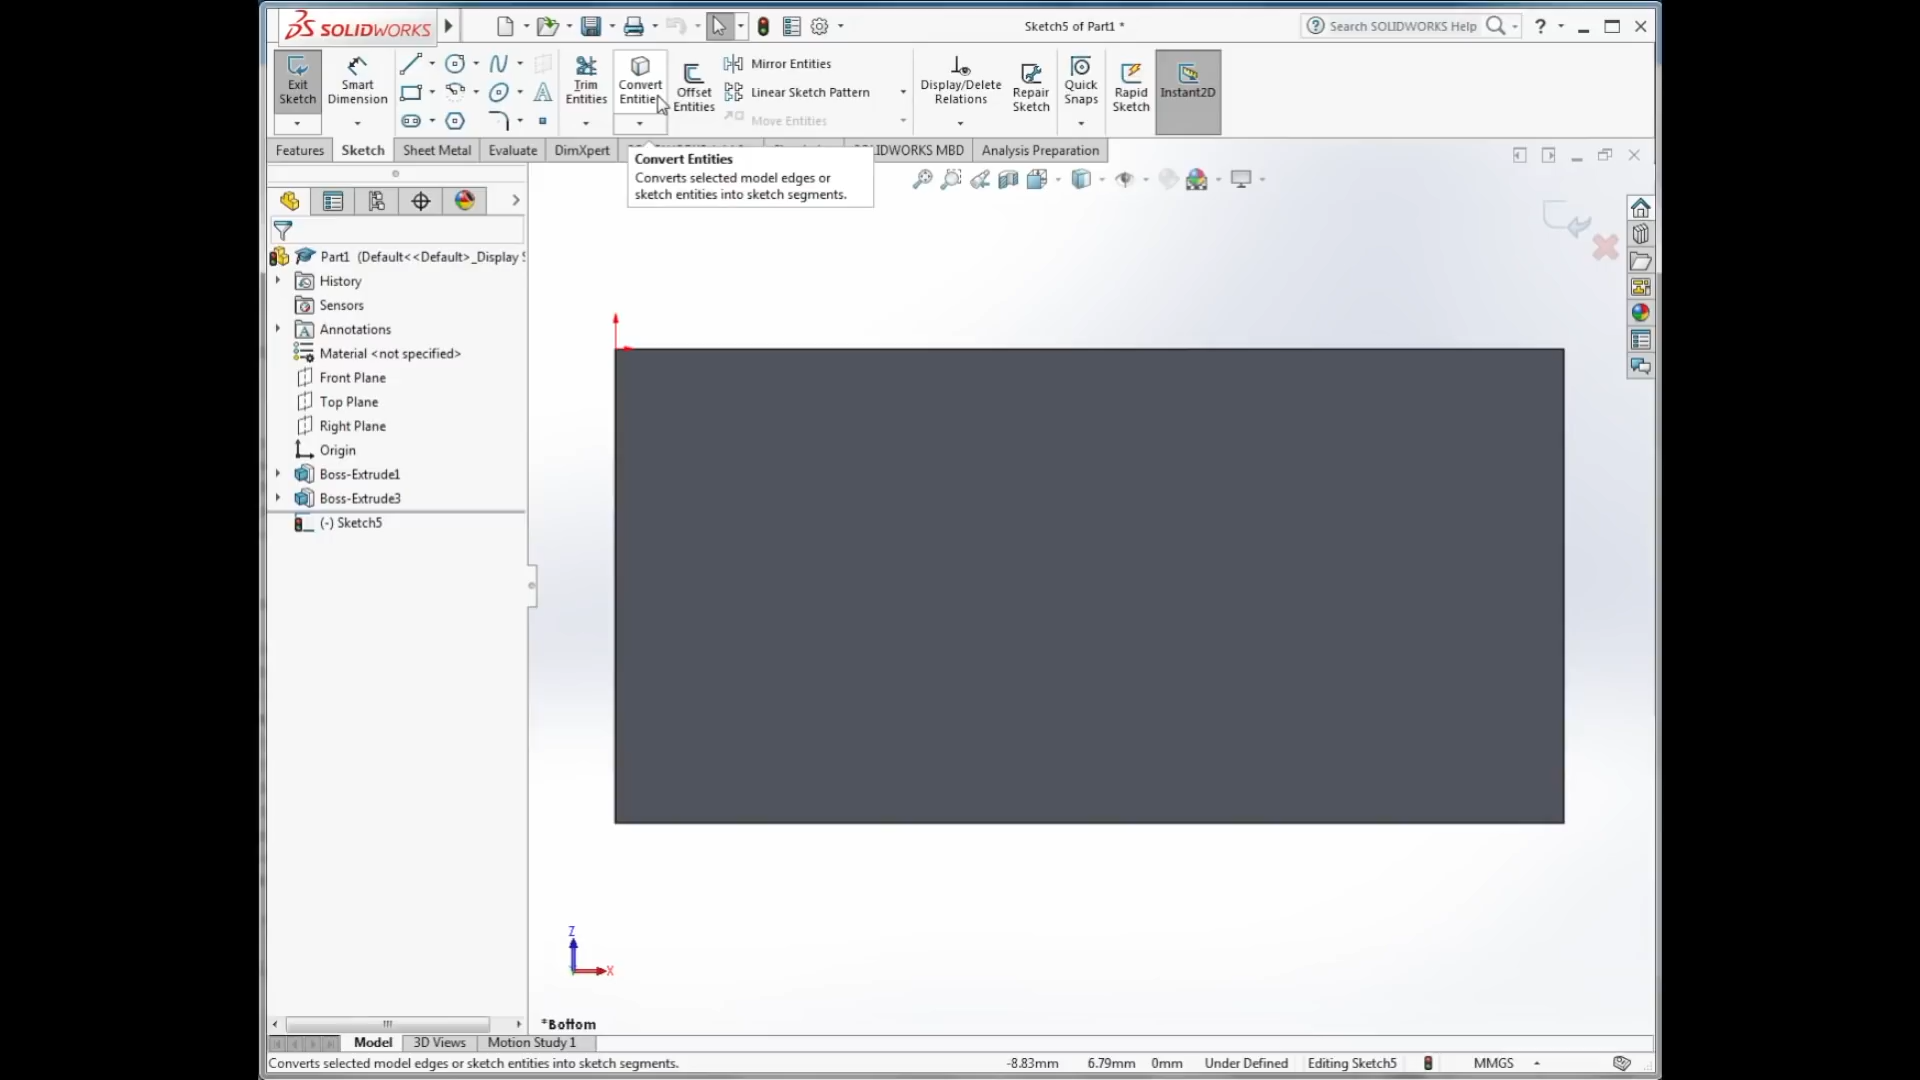 SOLIDWORKS
Sketch5 of Part1 *
Search SOLIDWORKS Help
?
Exit Sketch
Smart Dimension
Trim Entities
Convert Entities
Offset Entities
Mirror Entities
Linear Sketch Pattern
Move Entities
Display/Delete Relations
Repair Sketch
Quick Snaps
Rapid Sketch
Instant2D
Features
Sketch
Sheet Metal
Evaluate
DimXpert
OLIDWORKS MBD
Analysis Preparation
Convert Entities
Converts selected model edges or
sketch entities into sketch segments.
Part1 (Default<<Default>_Display S
History
Sensors
Annotations
Material <not specified>
Front Plane
Top Plane
Right Plane
Origin
Boss-Extrude1
Boss-Extrude3
(-) Sketch5
Z
X
*Bottom
Model
3D Views
Motion Study 1
Converts selected model edges or sketch entities into sketch segments.
-8.83mm
6.79mm
0mm
Under Defined
Editing Sketch5
MMGS